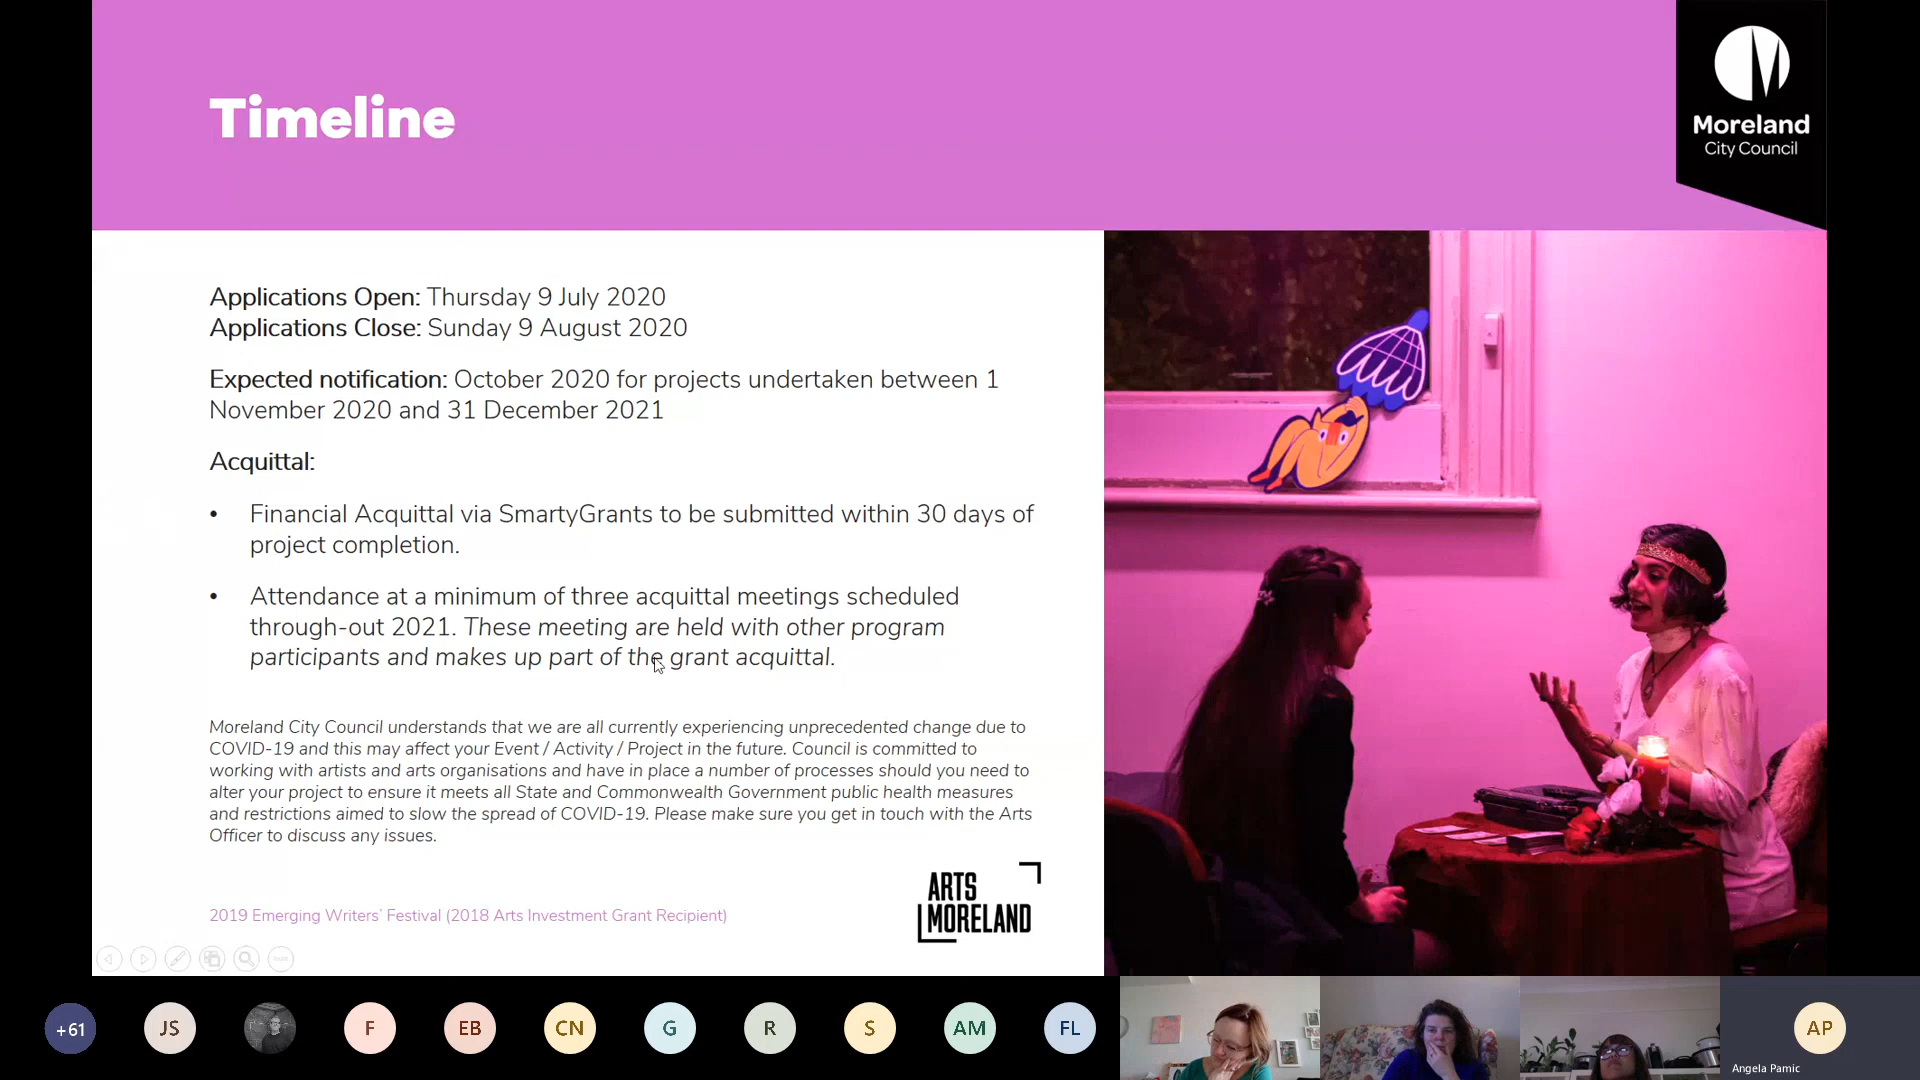 Timeline
Moreland
City Council
Applications Open: Thursday 9 July 2020
Applications Close: Sunday 9 August 2020
Expected notification: October 2020 for projects undertaken between 1
November 2020 and 31 December 2021
Acquittal:
• Financial Acquittal via SmartyGrants to be submitted within 30 days of
project completion.
• Attendance at a minimum of three acquittal meetings scheduled
through-out 2021. These meeting are held with other program
participants and makes up part of the grant acquittal.
Moreland City Council understands that we are all currently experiencing unprecedented change due to
COVID-19 and this may affect your Event / Activity / Project in the future. Council is committed to
working with artists and arts organisations and have in place a number of processes should you need to
alter your project to ensure it meets all State and Commonwealth Government public health measures
and restrictions aimed to slow the spread of COVID-19. Please make sure you get in touch with the Arts
Officer to discuss any issues.
ARTS
MORELAND
2019 Emerging Writers' Festival (2018 Arts Investment Grant Recipient)
+61
JS
F
EB
CN
G
R
S
AM
FL
AP
Angela Pamic